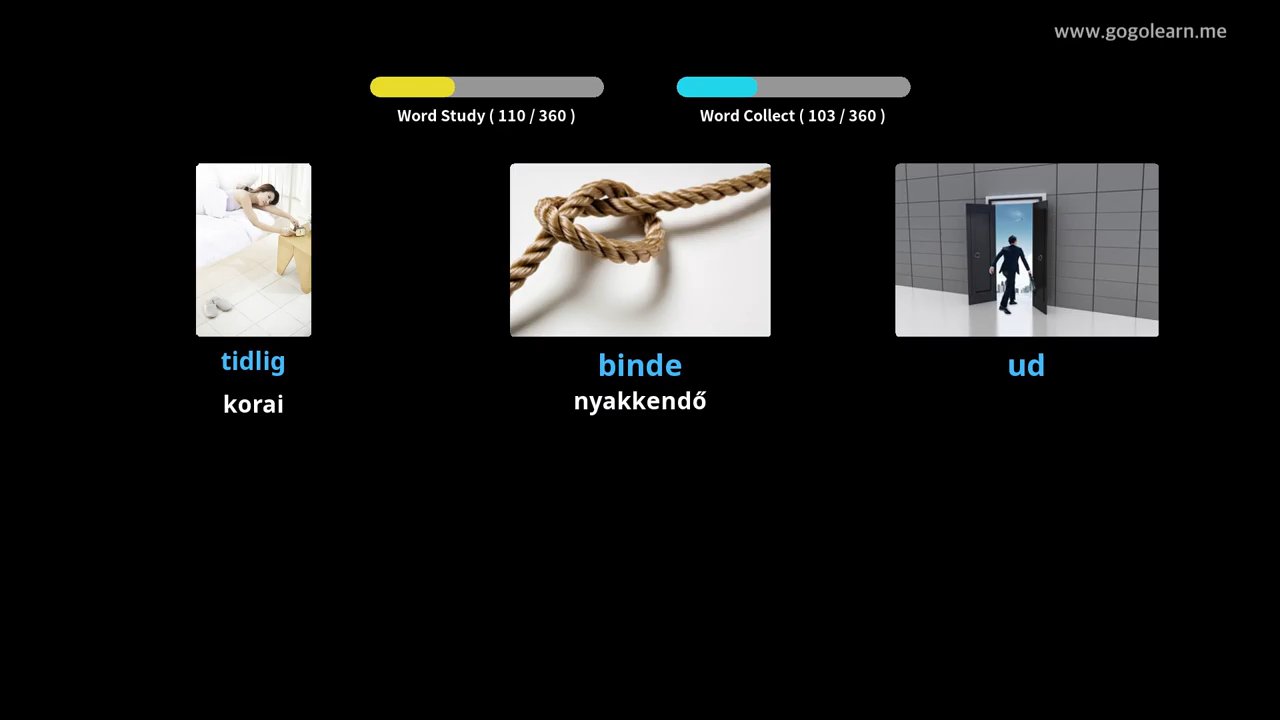 www.gogolearn.me
Word Study ( 110 / 360 )
Word Collect ( 103 / 360 )
tidlig
korai
binde
nyakkendő
ud